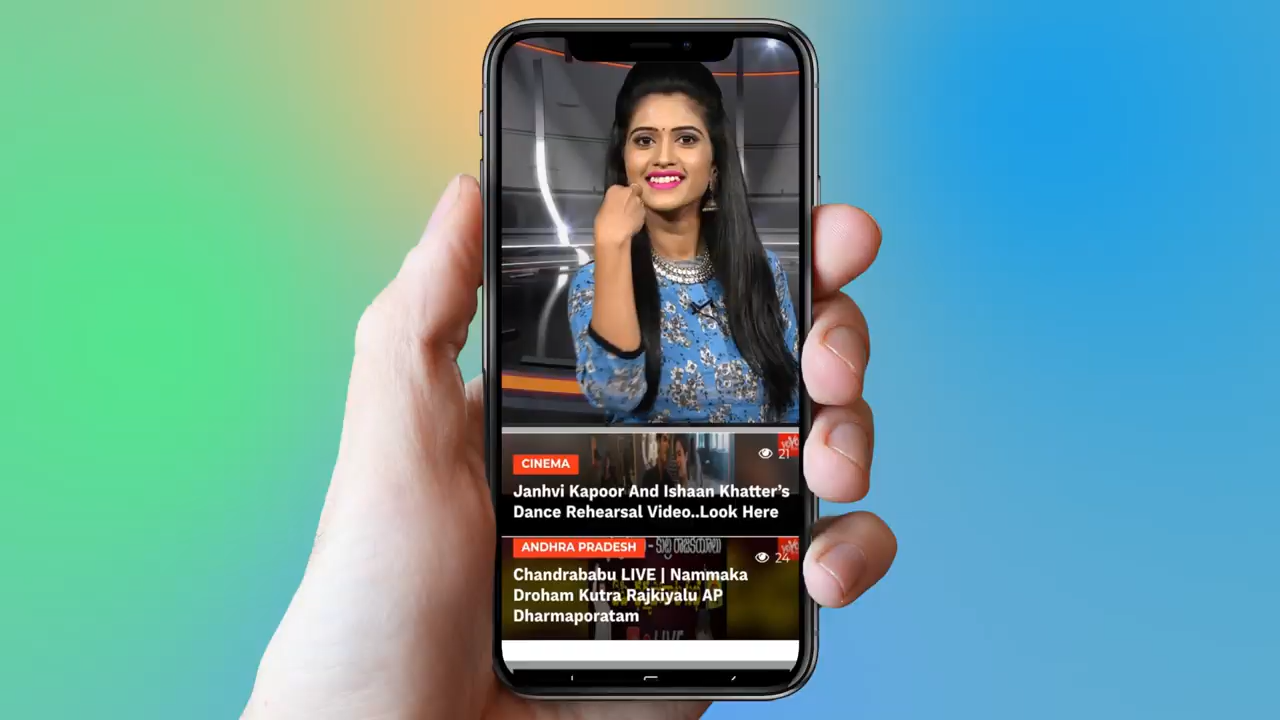 CINEMA
21
Janhvi Kapoor And Ishaan Khatter's
Dance Rehearsal Video..Look Here
ANDHRA PRADESH
24
Chandrababu LIVE | Nammaka
Droham Kutra Rajkiyalu AP
Dharmaporatam
LIVE